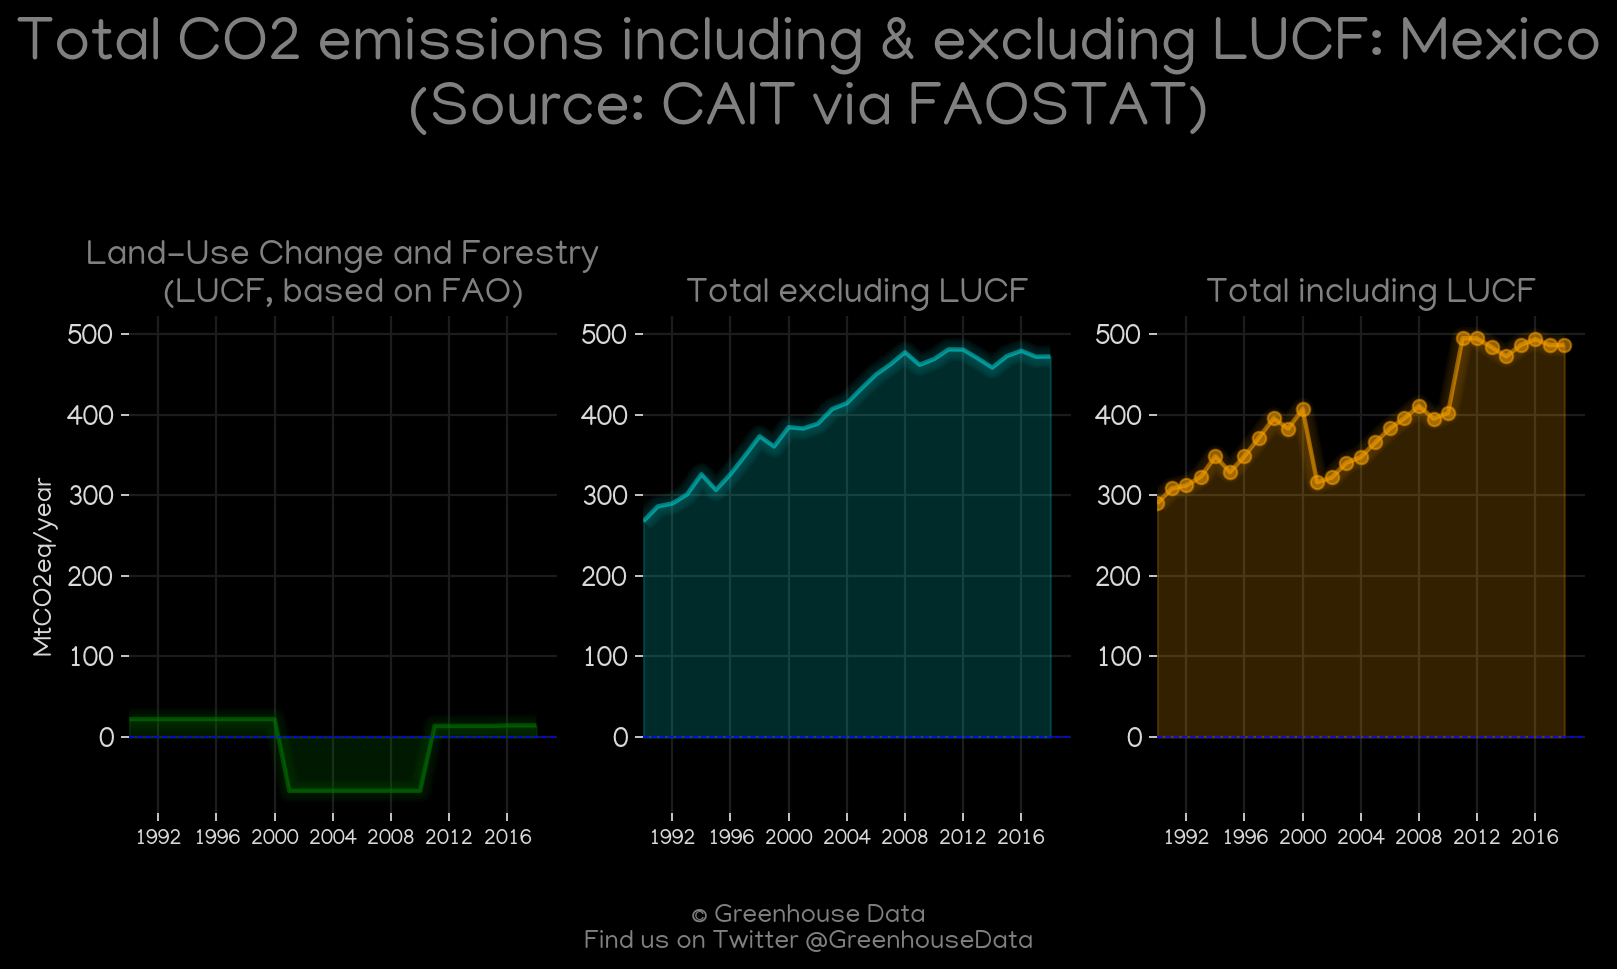 Total CO2 emissions including & excluding LUCF: Mexico
(Source: CAIT via FAOSTAT)
Land-Use Change and Forestry
(LUCF, based on FAO)
Total excluding LUCF
Total including LUCF
MtCO2eq/year
500
400
300
200
100
0
1992 1996 2000 2004 2008 2012 2016
500
400
300
200
100
0
1992 1996 2000 2004 2008 2012 2016
500
400
300
200
100
0
1992 1996 2000 2004 2008 2012 2016
© Greenhouse Data
Find us on Twitter @GreenhouseData